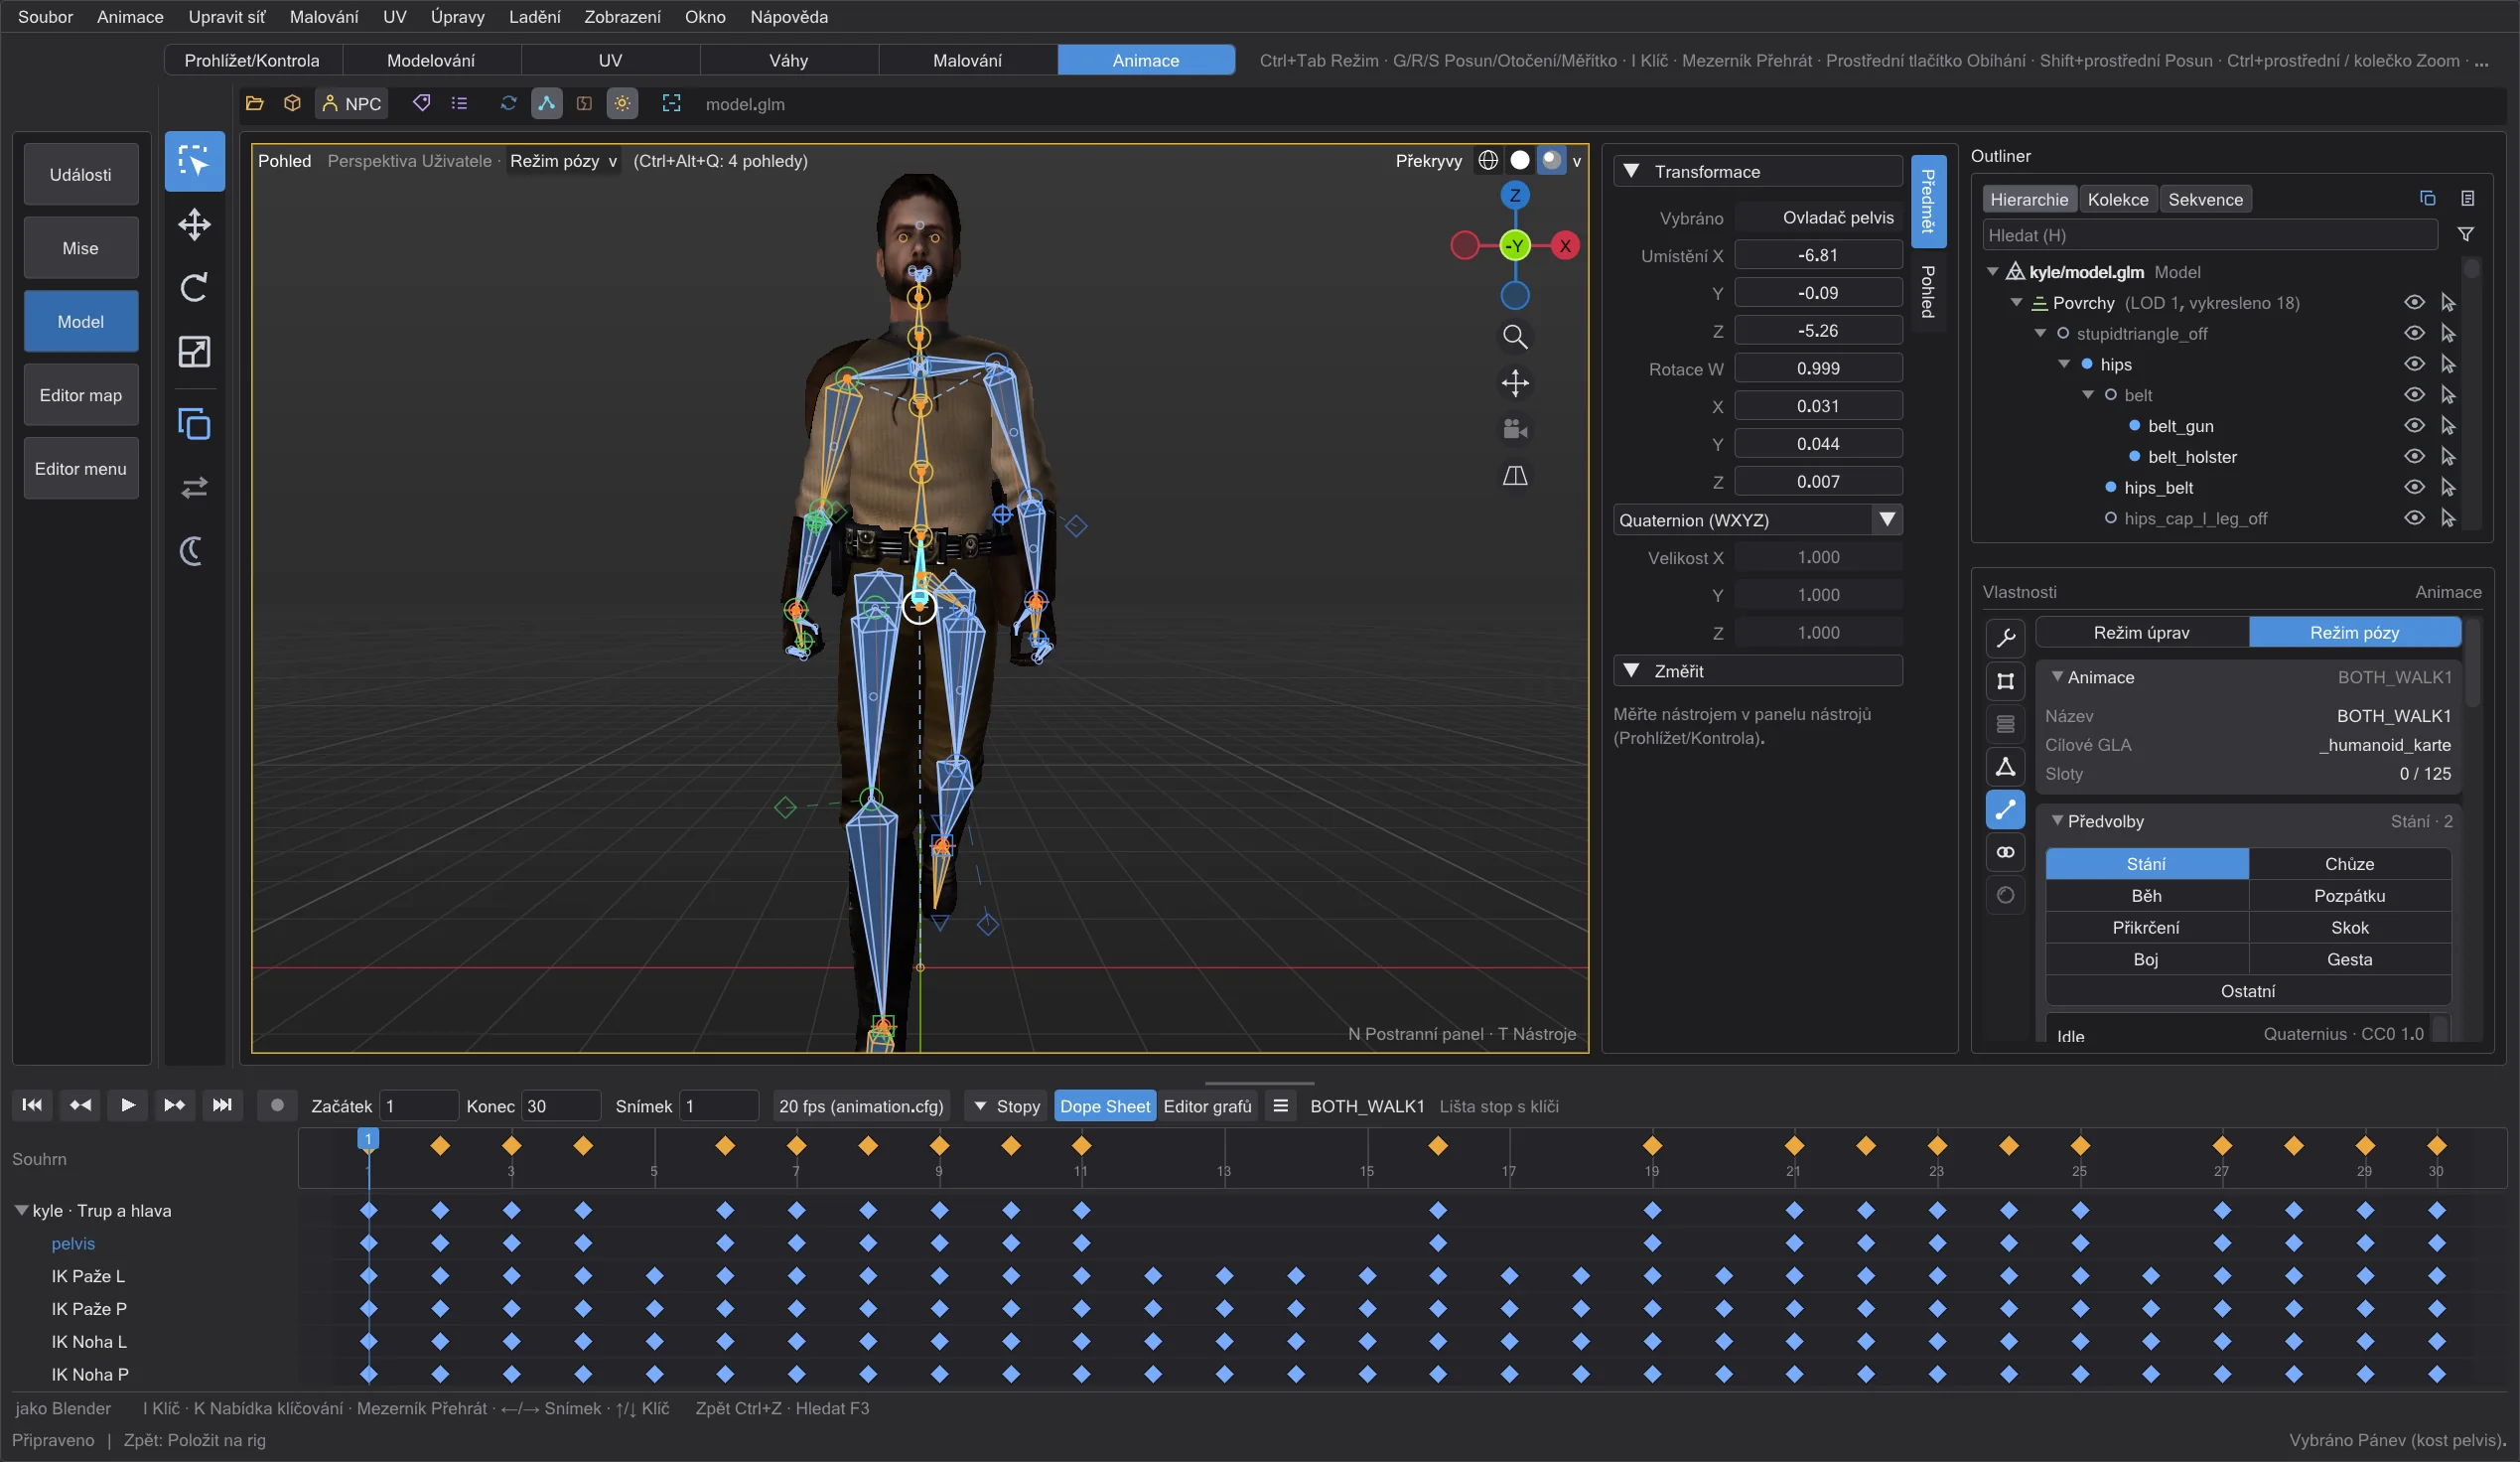 Soubor Animace Upravit síť Malování UV Úpravy Ladění Zobrazení Okno Nápověda
Prohlížet/Kontrola Modelování UV Váhy Malování Animace Ctrl+Tab Režim · G/R/S Posun/Otočení/Měřítko · I Klíč · Mezerník Přehrát · Prostřední tlačítko Obíhání · Shift+prostřední Posun · Ctrl+prostřední / kolečko Zoom · ...
NPC model.glm
Události
Mise
Model
Editor map
Editor menu
Pohled Perspektiva Uživatele · Režim pózy v (Ctrl+Alt+Q: 4 pohledy) Překryvy v
Z
-Y X
N Postranní panel · T Nástroje
Transformace
Vybráno Ovladač pelvis
Umístění X -6.81
Y -0.09
Z -5.26
Rotace W 0.999
X 0.031
Y 0.044
Z 0.007
Quaternion (WXYZ)
Velikost X 1.000
Y 1.000
Z 1.000
Změřit
Měřte nástrojem v panelu nástrojů
(Prohlížet/Kontrola).
Předmět
Pohled
Outliner
Hierarchie Kolekce Sekvence
Hledat (H)
kyle/model.glm Model
Povrchy (LOD 1, vykresleno 18)
stupidtriangle_off
hips
belt
belt_gun
belt_holster
hips_belt
hips_cap_l_leg_off
Vlastnosti Animace
Režim úprav Režim pózy
Animace BOTH_WALK1
Název BOTH_WALK1
Cílové GLA _humanoid_karte
Sloty 0 / 125
Předvolby Stání · 2
Stání Chůze
Běh Pozpátku
Přikrčení Skok
Boj Gesta
Ostatní
Idle Quaternius · CC0 1.0
Začátek 1 Konec 30 Snímek 1 20 fps (animation.cfg) Stopy Dope Sheet Editor grafů BOTH_WALK1 Lišta stop s klíči
1
Souhrn 3 5 7 9 11 13 15 17 19 21 23 25 27 29 30
kyle · Trup a hlava
pelvis
IK Paže L
IK Paže P
IK Noha L
IK Noha P
jako Blender I Klíč · K Nabídka klíčování · Mezerník Přehrát · ←/→ Snímek · ↑/↓ Klíč Zpět Ctrl+Z · Hledat F3
Připraveno | Zpět: Položit na rig Vybráno Pánev (kost pelvis).